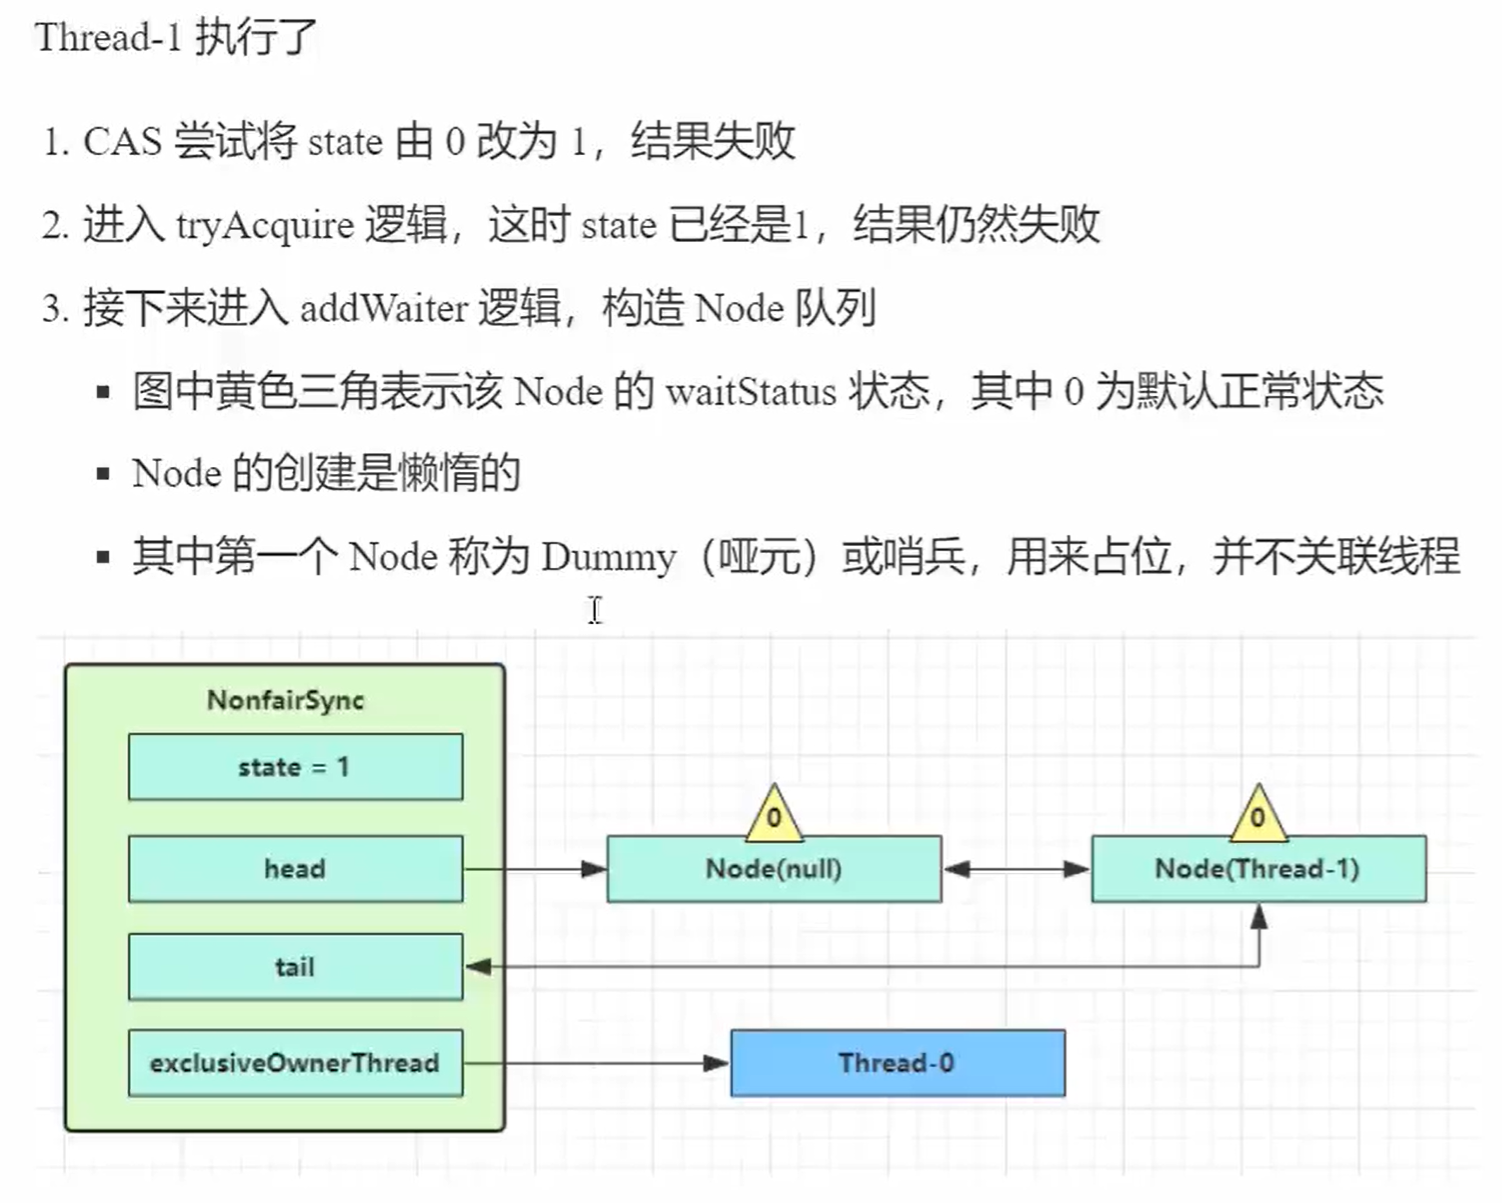 Thread-1 执行了
1. CAS 尝试将 state 由 0 改为 1，结果失败
2. 进入 tryAcquire 逻辑，这时 state 已经是1，结果仍然失败
3. 接下来进入 addWaiter 逻辑，构造 Node 队列
▪ 图中黄色三角表示该 Node 的 waitStatus 状态，其中 0 为默认正常状态
▪ Node 的创建是懒惰的
▪ 其中第一个 Node 称为 Dummy（哑元）或哨兵，用来占位，并不关联线程
NonfairSync
state = 1
0
0
head
Node(null)
Node(Thread-1)
tail
exclusiveOwnerThread
Thread-0